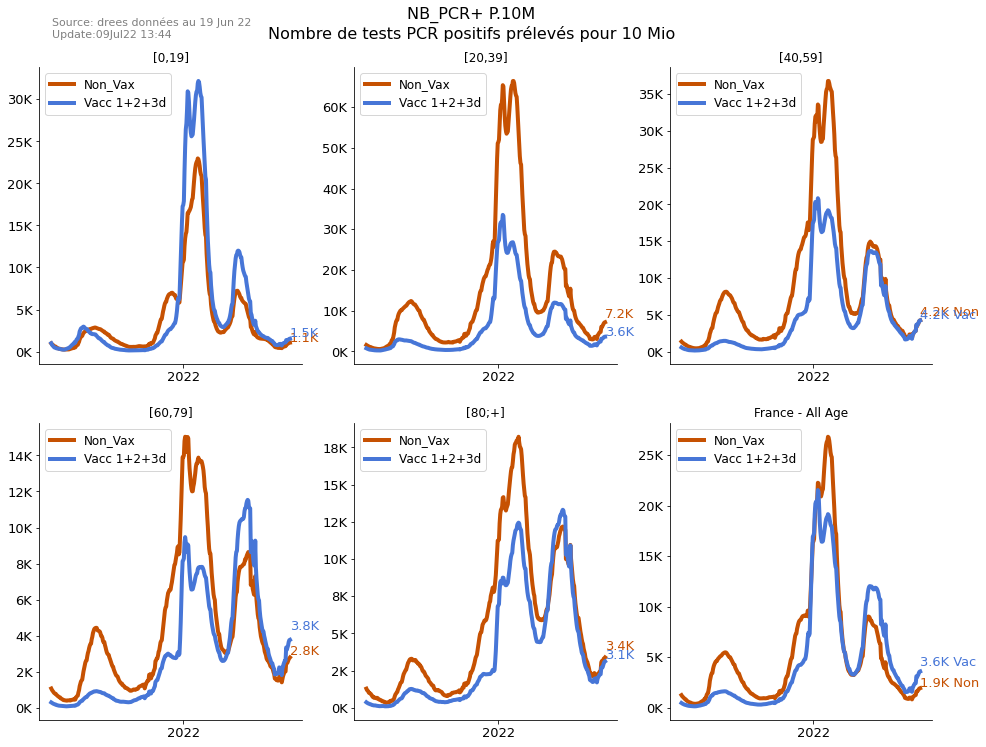 NB_PCR+ P.10M
Source: drees données au 19 Jun 22
Nombre de tests PCR positifs prélevés pour 10 Mio
Update:09Jul22 13:44
[0,19]
Non_Vax
Vacc 1+2+3d
30K
25K
20K
15K
10K
5K
0K
1.5K
1.1K
2022
[20,39]
Non_Vax
Vacc 1+2+3d
60K
50K
40K
30K
20K
10K
0K
7.2K
3.6K
2022
[40,59]
Non_Vax
Vacc 1+2+3d
35K
30K
25K
20K
15K
10K
5K
0K
4.2K Non
4.2K Vac
2022
[60,79]
Non_Vax
Vacc 1+2+3d
14K
12K
10K
8K
6K
4K
2K
0K
3.8K
2.8K
2022
[80;+]
Non_Vax
Vacc 1+2+3d
18K
15K
12K
10K
8K
5K
2K
0K
3.4K
3.1K
2022
France - All Age
Non_Vax
Vacc 1+2+3d
25K
20K
15K
10K
5K
0K
3.6K Vac
1.9K Non
2022